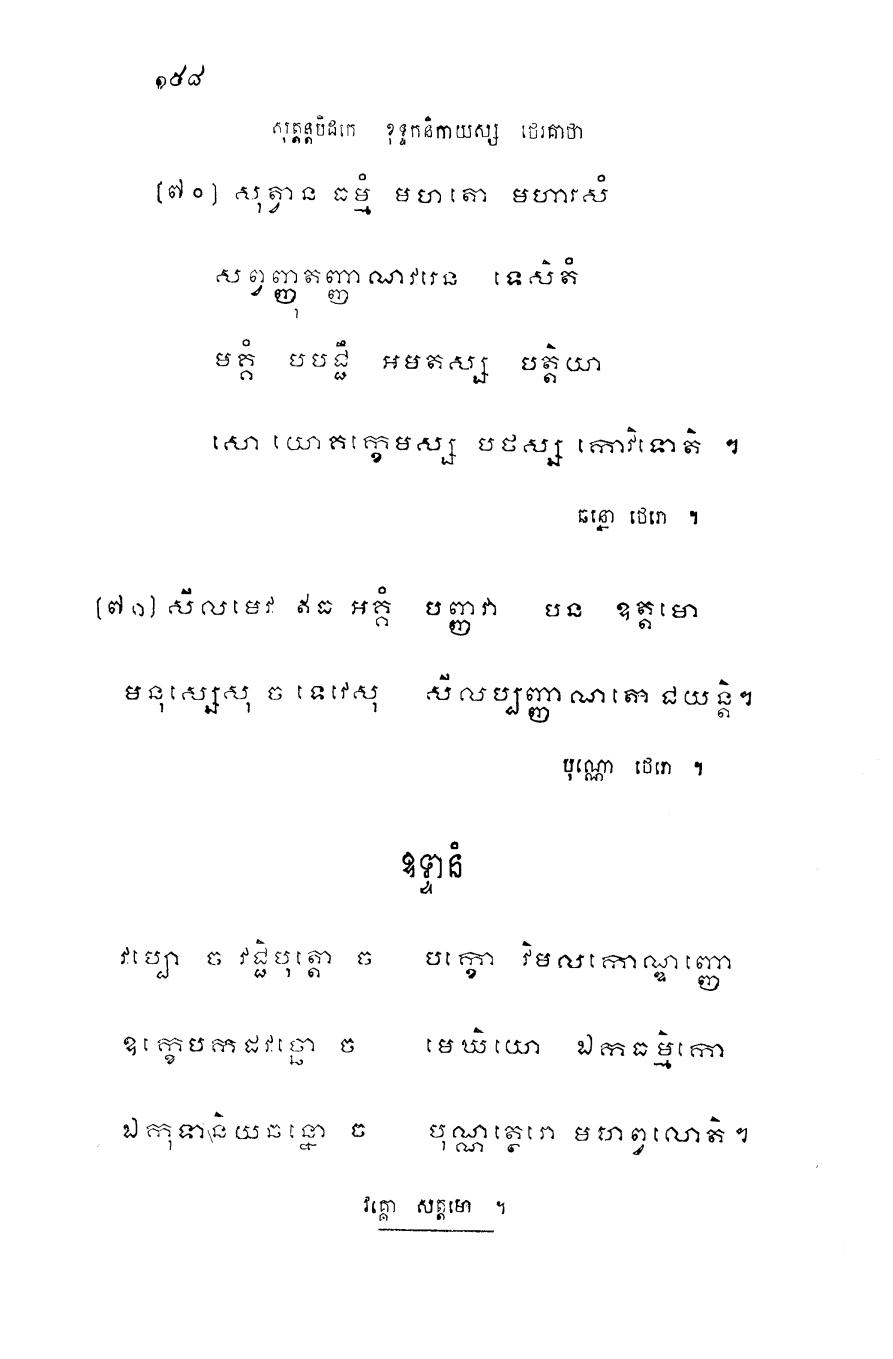 ១៥៨
សុត្តន្តបិដកេ ខុទ្ទកនិកាយស្ស ថេរគាថា
(៧០) សុត្វាន ធម្មំ មហតោ មហារសំ
សព្វញ្ញុតញ្ញាណវរេន ទេសិតំ
មគ្គំ បបជ្ជឹ អមតស្ស បត្តិយា
សោ យោគក្ខេមស្ស បថស្ស កោវិទោតិ ។
ឆន្នោ ថេរោ ។
(៧១) សីលមេវ ឥធ អគ្គំ បញ្ញវា បន ឧត្តមោ
មនុស្សេសុ ច ទេវេសុ សីលប្បញ្ញាណតោ ជយន្តិ។
បុណ្ណោ ថេរោ ។
ឧទ្ទានំ
វប្បោ ច វជ្ជិបុត្តោ ច បក្ខោ វិមលកោណ្ឌញ្ញោ
ឧក្ខេបកដវច្ឆោ ច មេឃិយោ ឯកធម្មិកោ
ឯកុទានិយឆន្នោ ច បុណ្ណត្ថេរោ មហព្វលោតិ។
វគ្គោ សត្តមោ ។